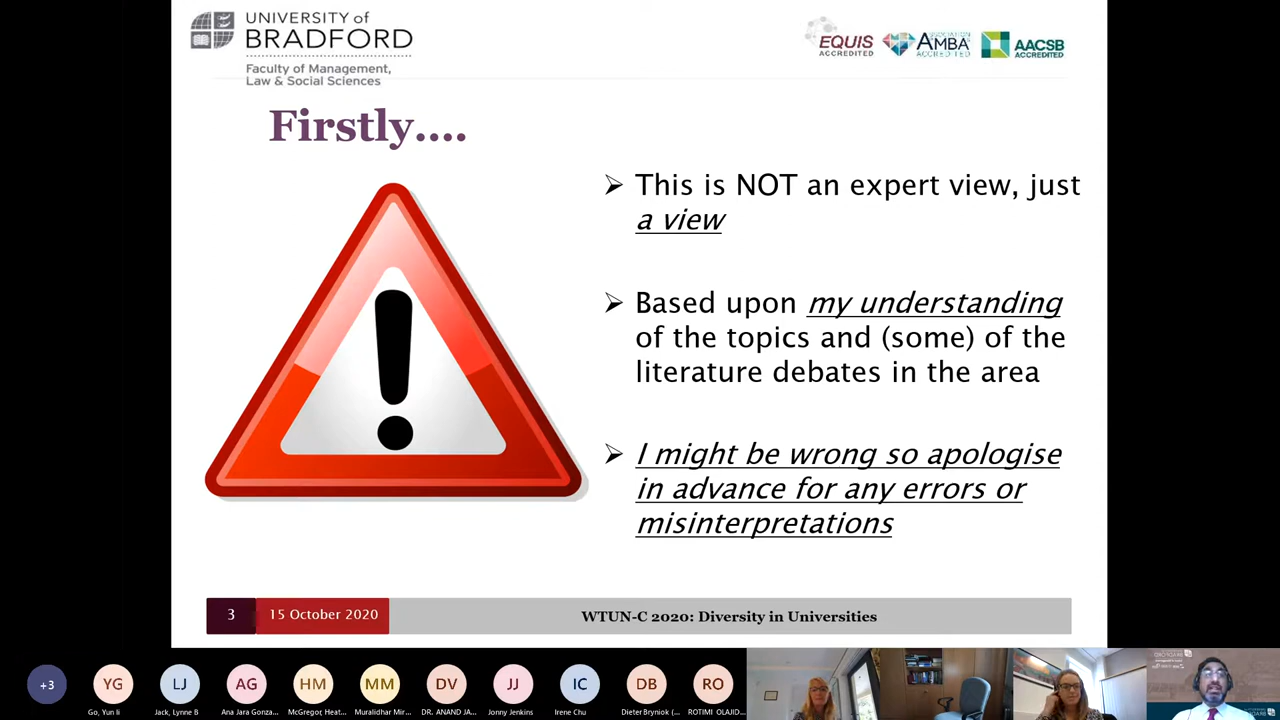 UNIVERSITY of
BRADFORD
Faculty of Management,
Law & Social Sciences
EQUIS
ACCREDITED
ASSOCIATION
AMBA
ACCREDITED
AACSB
ACCREDITED
Firstly....
➢ This is NOT an expert view, just
a view
➢ Based upon my understanding
of the topics and (some) of the
literature debates in the area
➢ I might be wrong so apologise
in advance for any errors or
misinterpretations
3
15 October 2020
WTUN-C 2020: Diversity in Universities
+3
YG
LJ
AG
HM
MM
DV
JJ
IC
DB
RO
Go, Yun Ii
Jack, Lynne B
Ana Jara Gonza...
McGregor, Heat...
Muralidhar Mir...
DR. ANAND JA...
Jonny Jenkins
Irene Chu
Dieter Bryniok (...
ROTIMI OLAJID...